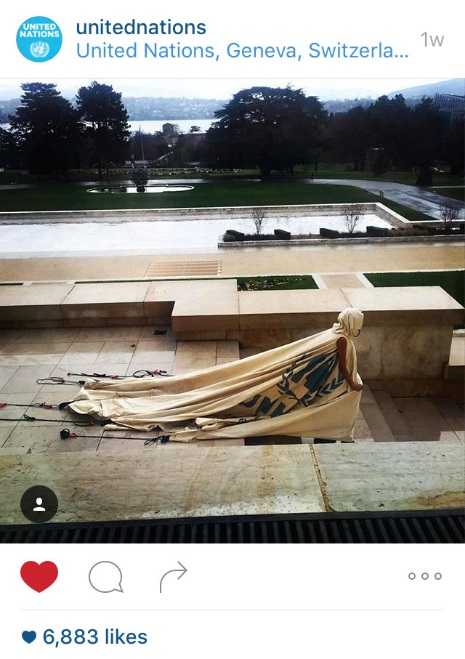 UNITED
NATIONS
unitednations
1w
United Nations, Geneva, Switzerla...
6,883 likes